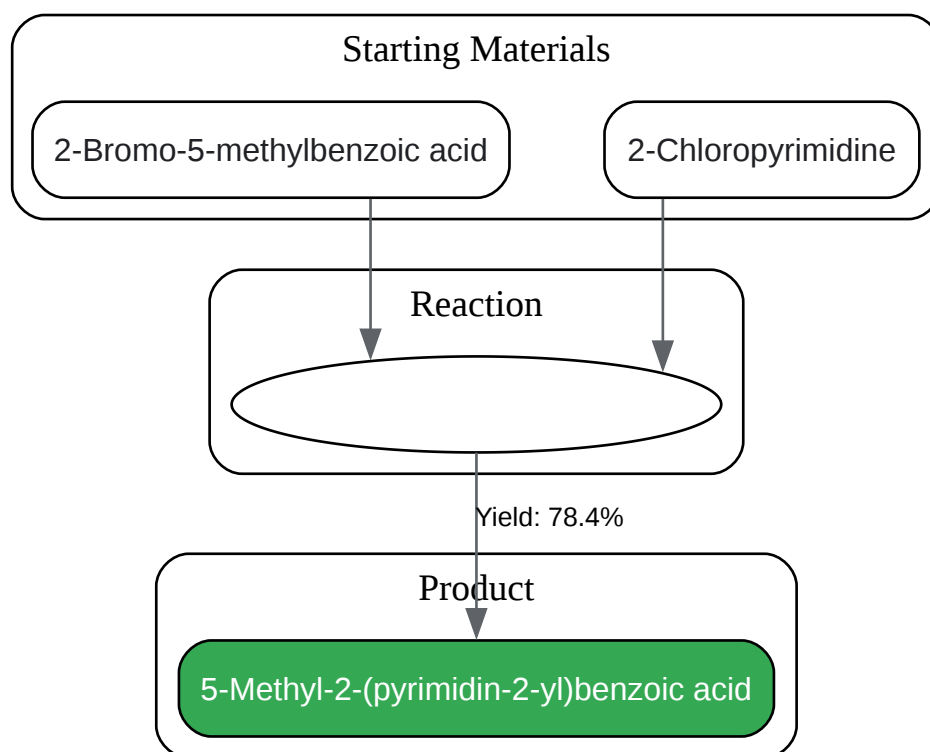 Starting Materials
2-Bromo-5-methylbenzoic acid
2-Chloropyrimidine
Reaction
Yield: 78.4%
Product
5-Methyl-2-(pyrimidin-2-yl)benzoic acid